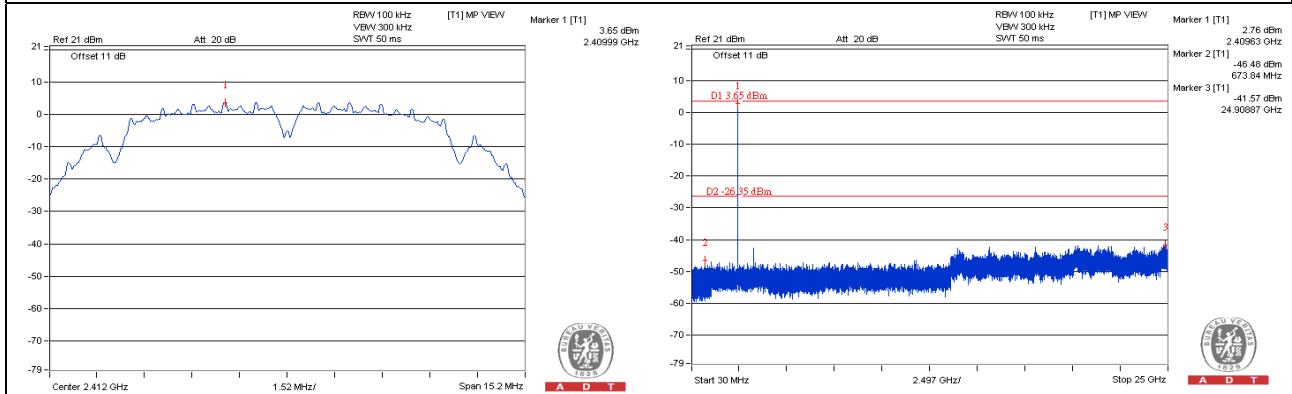 RBW 100 kHz [T1] MP VIEW
VBW 300 kHz
Ref 21 dBm Att 20 dB SWT 50 ms
Marker 1 [T1]
3.65 dBm
2.40999 GHz
21
Offset 11 dB
10
1
0
-10
-20
-30
-40
-50
-60
-70
-79
Center 2.412 GHz 1.52 MHz/ Span 15.2 MHz
BUREAU VERITAS
1828
A D T
RBW 100 kHz [T1] MP VIEW
VBW 300 kHz
Ref 21 dBm Att 20 dB SWT 50 ms
Marker 1 [T1]
2.76 dBm
2.40963 GHz
Marker 2 [T1]
-46.48 dBm
673.84 MHz
Marker 3 [T1]
-41.57 dBm
24.90887 GHz
21
Offset 11 dB
10
1
D1 3.65 dBm
0
-10
-20
D2 -26.35 dBm
-30
3
-40
2
-50
-60
-70
-79
Start 30 MHz 2.497 GHz/ Stop 25 GHz
BUREAU VERITAS
1828
A D T